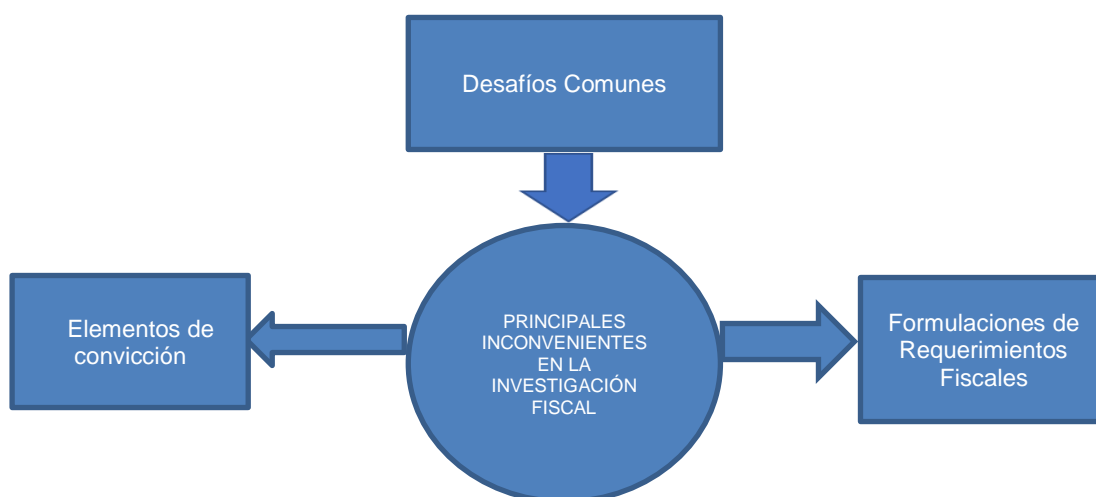 Desafíos Comunes
PRINCIPALES
INCONVENIENTES
EN LA
INVESTIGACIÓN
FISCAL
Elementos de
convicción
Formulaciones de
Requerimientos
Fiscales